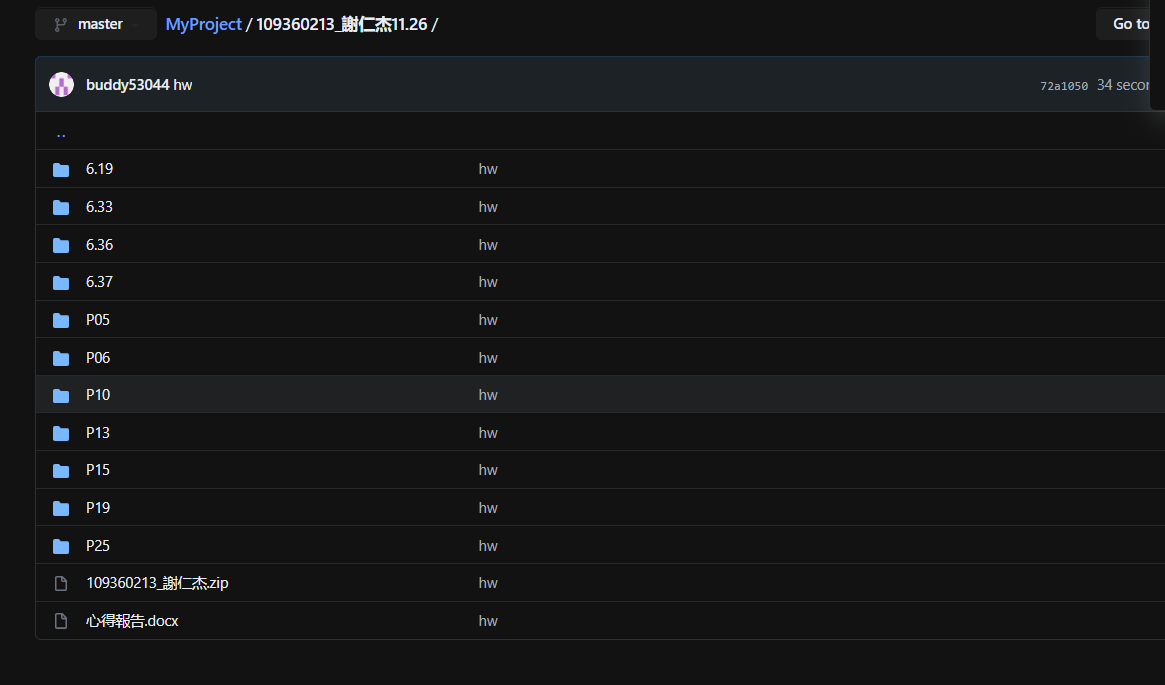 master MyProject / 109360213_謝仁杰11.26 / Go to
buddy53044 hw 72a1050 34
..
6.19 hw
6.33 hw
6.36 hw
6.37 hw
P05 hw
P06 hw
P10 hw
P13 hw
P15 hw
P19 hw
P25 hw
109360213_謝仁杰.zip hw
心得報告.docx hw